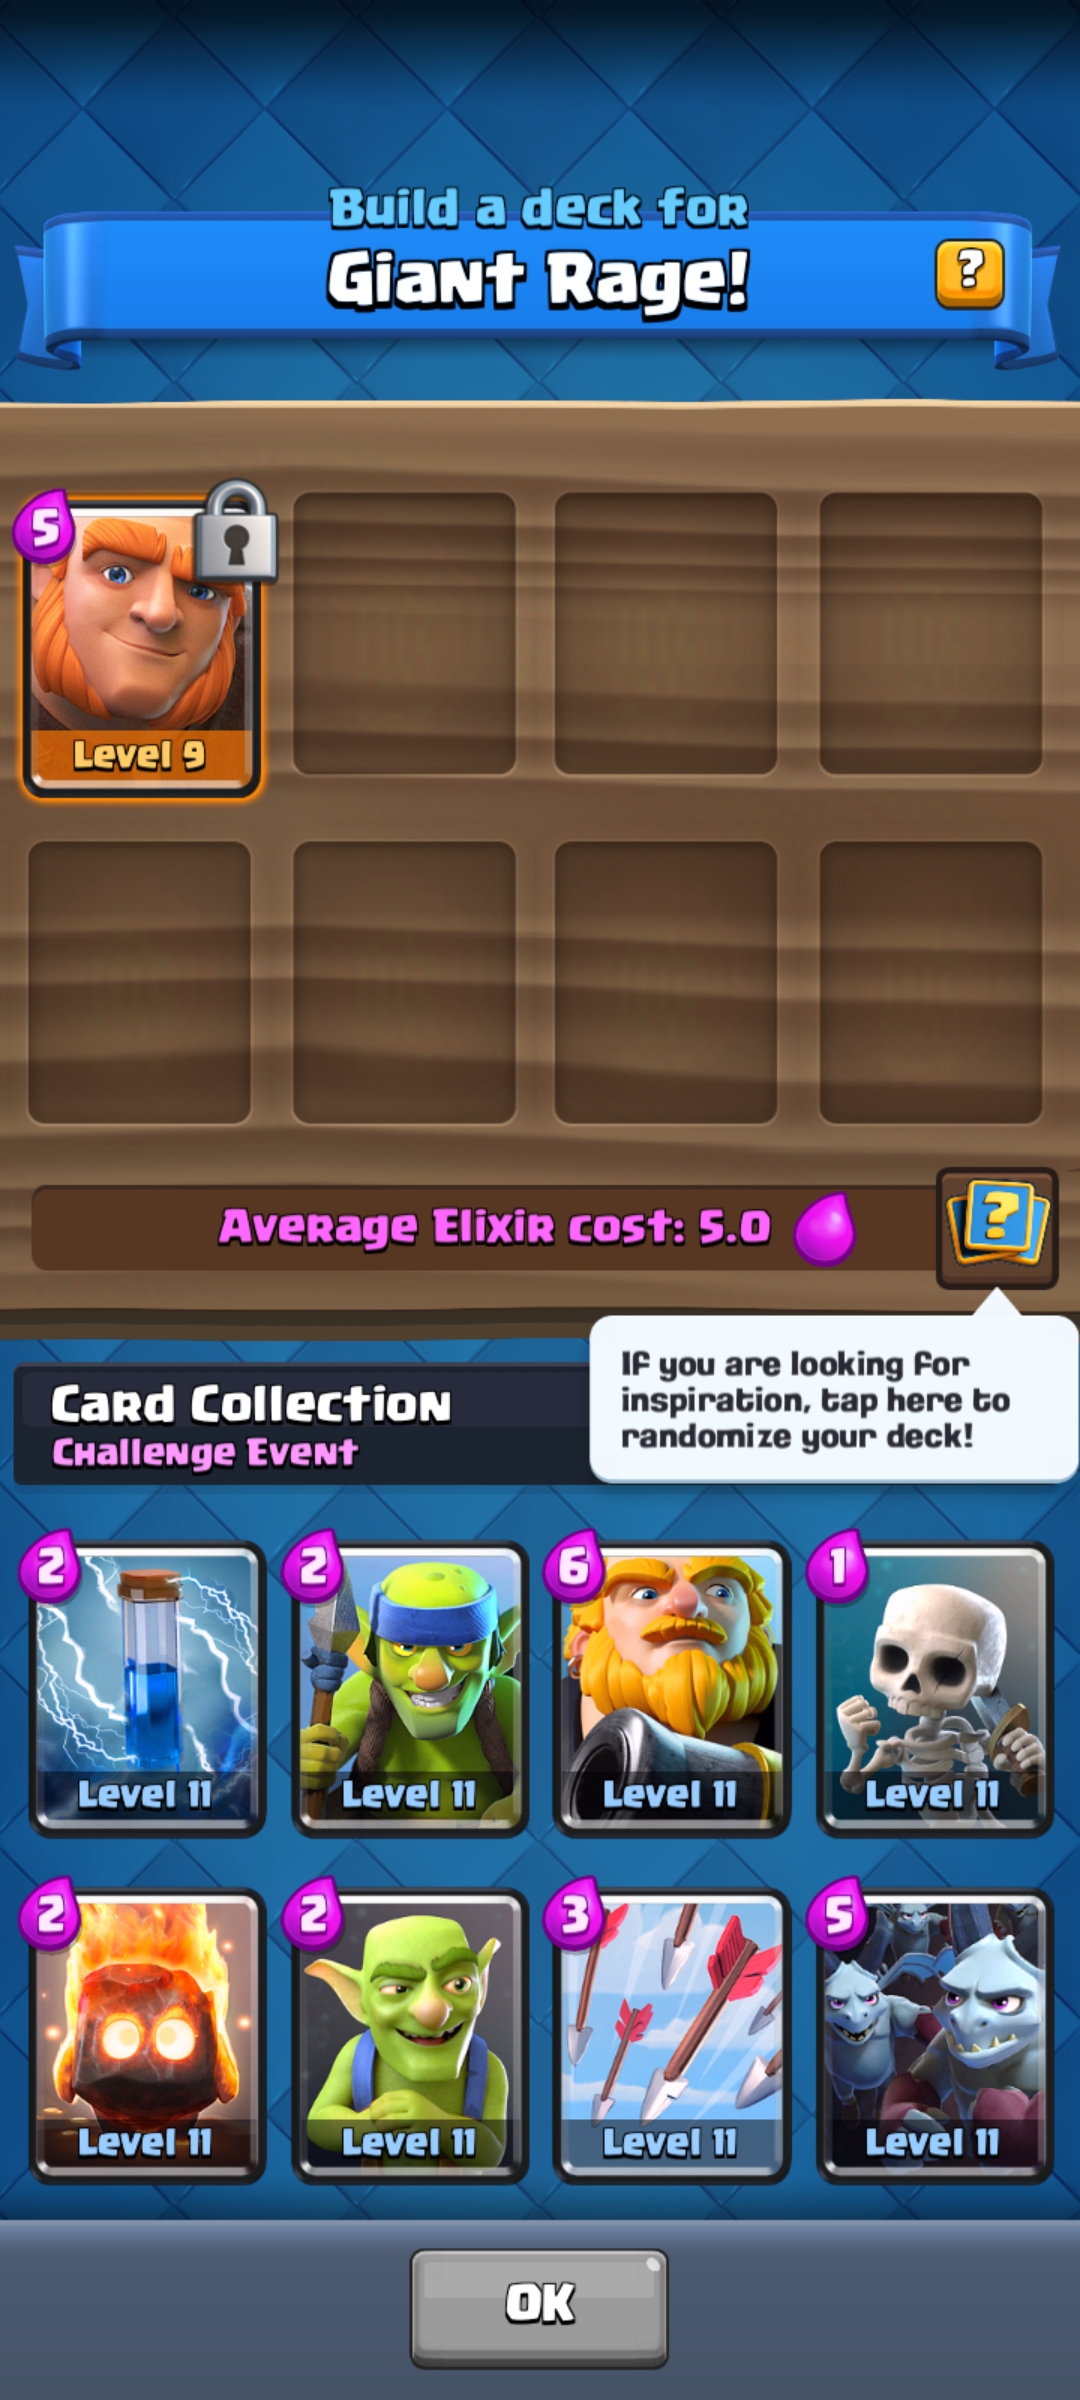 Build a deck for
Giant Rage!
?
5
Level 9
Average Elixir cost: 5.0
?
If you are looking for
inspiration, tap here to
randomize your deck!
Card Collection
Challenge Event
2
2
6
1
Level 11
Level 11
Level 11
Level 11
2
2
3
5
Level 11
Level 11
Level 11
Level 11
OK